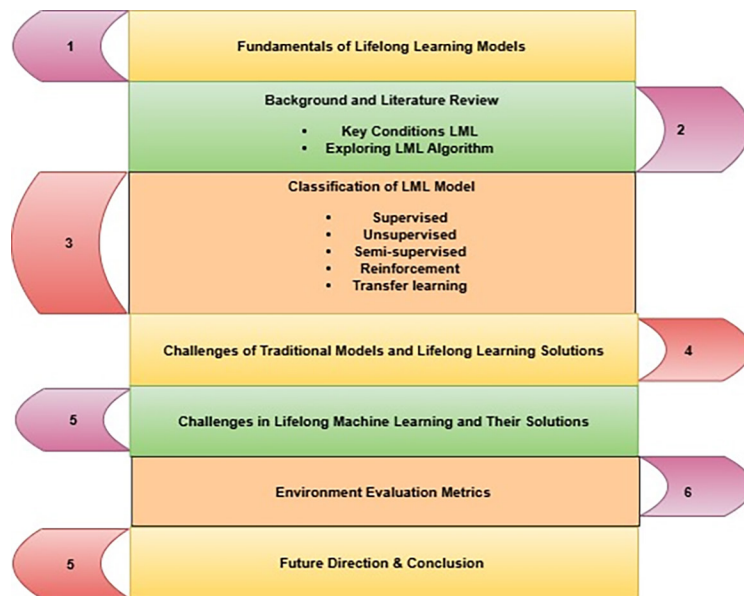 1
Fundamentals of Lifelong Learning Models
Background and Literature Review
• Key Conditions LML
• Exploring LML Algorithm
2
Classification of LML Model
• Supervised
• Unsupervised
• Semi-supervised
• Reinforcement
• Transfer learning
3
Challenges of Traditional Models and Lifelong Learning Solutions
4
5
Challenges in Lifelong Machine Learning and Their Solutions
Environment Evaluation Metrics
6
5
Future Direction & Conclusion